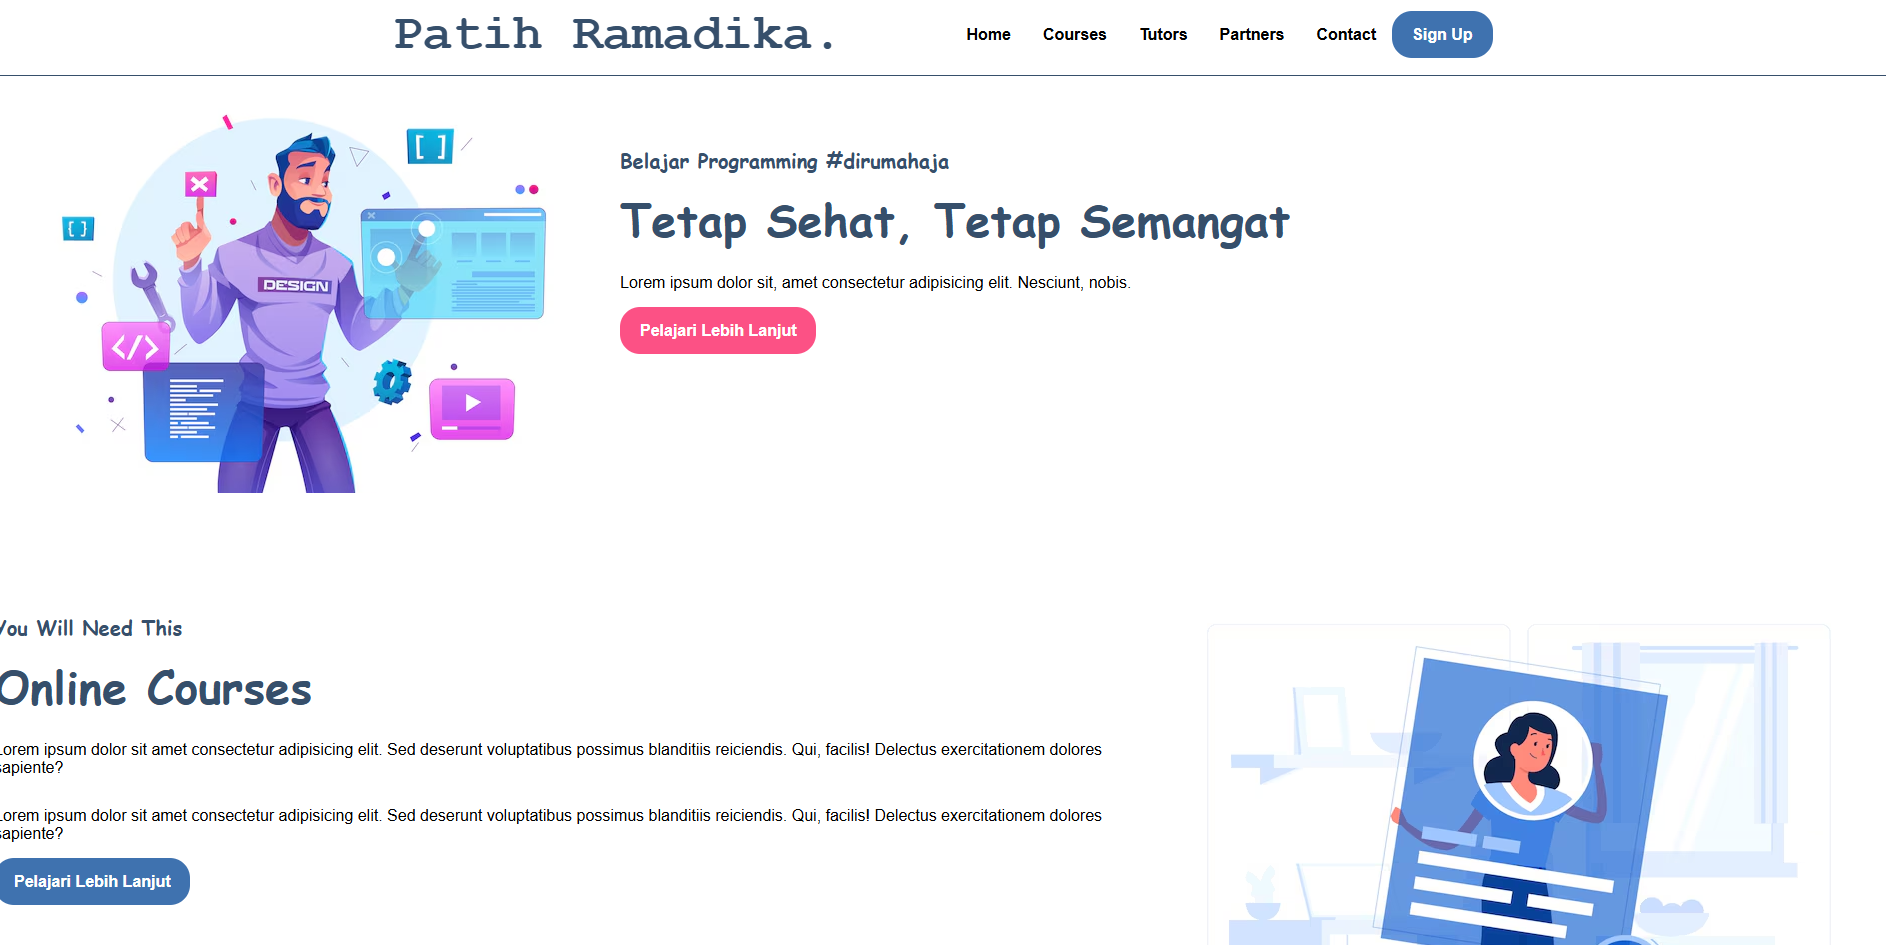 Patih Ramadika.
Home Courses Tutors Partners Contact Sign Up
Belajar Programming #dirumahaja
Tetap Sehat, Tetap Semangat
Lorem ipsum dolor sit, amet consectetur adipisicing elit. Nesciunt, nobis.
Pelajari Lebih Lanjut
DESIGN
You Will Need This
Online Courses
Lorem ipsum dolor sit amet consectetur adipisicing elit. Sed deserunt voluptatibus possimus blanditiis reiciendis. Qui, facilis! Delectus exercitationem dolores
sapiente?
Lorem ipsum dolor sit amet consectetur adipisicing elit. Sed deserunt voluptatibus possimus blanditiis reiciendis. Qui, facilis! Delectus exercitationem dolores
sapiente?
Pelajari Lebih Lanjut